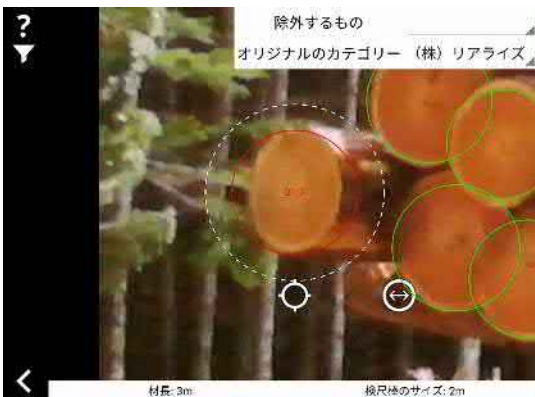 ?
除外するもの
オリジナルのカテゴリー (株)リアライズ
材長: 3m
検尺棒のサイズ: 2m